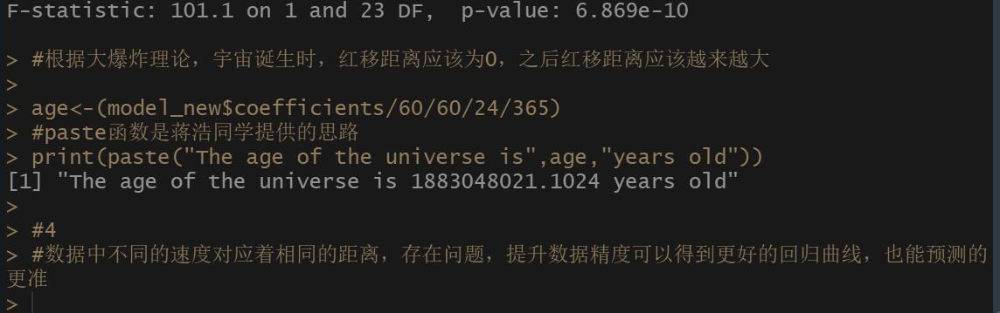 F-statistic: 101.1 on 1 and 23 DF,  p-value: 6.869e-10
> #根据大爆炸理论，宇宙诞生时，红移距离应该为0，之后红移距离应该越来越大
>
> age<-(model_new$coefficients/60/60/24/365)
> #paste函数是蒋浩同学提供的思路
> print(paste("The age of the universe is",age,"years old"))
[1] "The age of the universe is 1883048021.1024 years old"
>
> #4
> #数据中不同的速度对应着相同的距离，存在问题，提升数据精度可以得到更好的回归曲线，也能预测的
更准
>